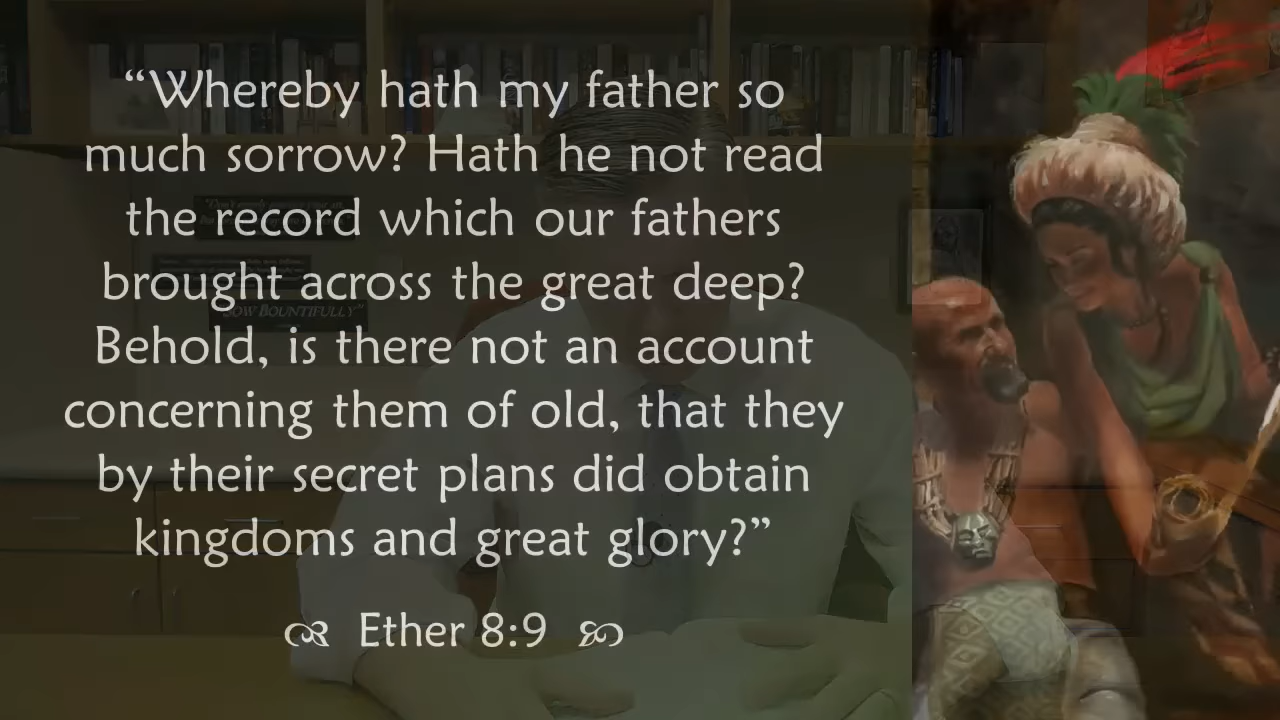 “Whereby hath my father so
much sorrow? Hath he not read
the record which our fathers
brought across the great deep?
Behold, is there not an account
concerning them of old, that they
by their secret plans did obtain
kingdoms and great glory?”
Ether 8:9
SOW BOUNTIFULLY”